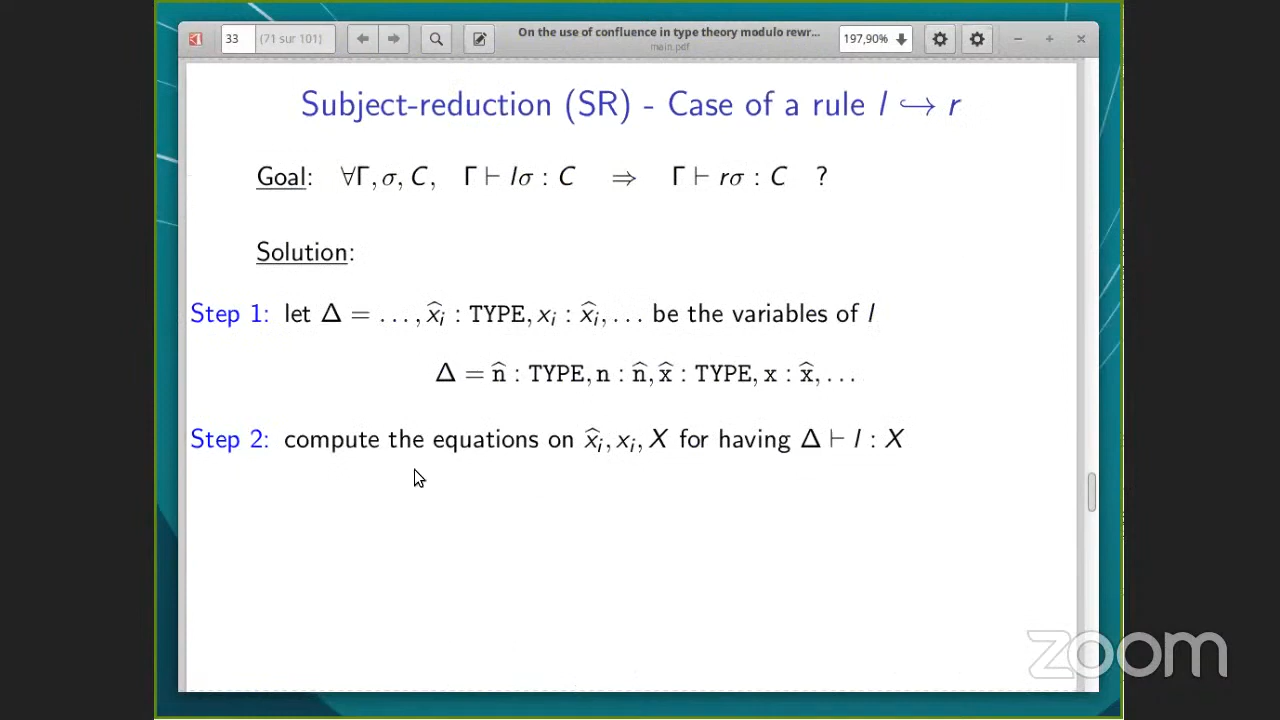 33 (71 sur 101) On the use of confluence in type theory modulo rewr... 197,90%
main.pdf
Subject-reduction (SR) - Case of a rule l ↪ r
Goal: ∀Γ, σ, C, Γ ⊢ lσ : C ⇒ Γ ⊢ rσ : C ?
Solution:
Step 1: let Δ = …, x̂ᵢ : TYPE, xᵢ : x̂ᵢ, … be the variables of l
Δ = n̂ : TYPE, n : n̂, x̂ : TYPE, x : x̂, …
Step 2: compute the equations on x̂ᵢ, xᵢ, X for having Δ ⊢ l : X
zoom